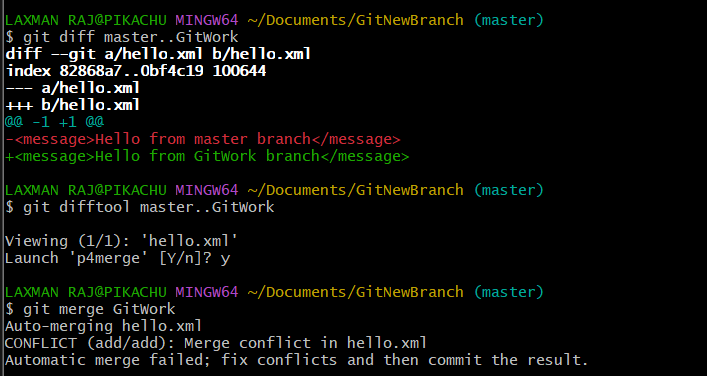 LAXMAN RAJ@PIKACHU MINGW64 ~/Documents/GitNewBranch (master)
$ git diff master..GitWork
diff --git a/hello.xml b/hello.xml
index 82868a7..0bf4c19 100644
--- a/hello.xml
+++ b/hello.xml
@@ -1 +1 @@
-<message>Hello from master branch</message>
+<message>Hello from GitWork branch</message>
LAXMAN RAJ@PIKACHU MINGW64 ~/Documents/GitNewBranch (master)
$ git difftool master..GitWork
Viewing (1/1): 'hello.xml'
Launch 'p4merge' [Y/n]? y
LAXMAN RAJ@PIKACHU MINGW64 ~/Documents/GitNewBranch (master)
$ git merge GitWork
Auto-merging hello.xml
CONFLICT (add/add): Merge conflict in hello.xml
Automatic merge failed; fix conflicts and then commit the result.